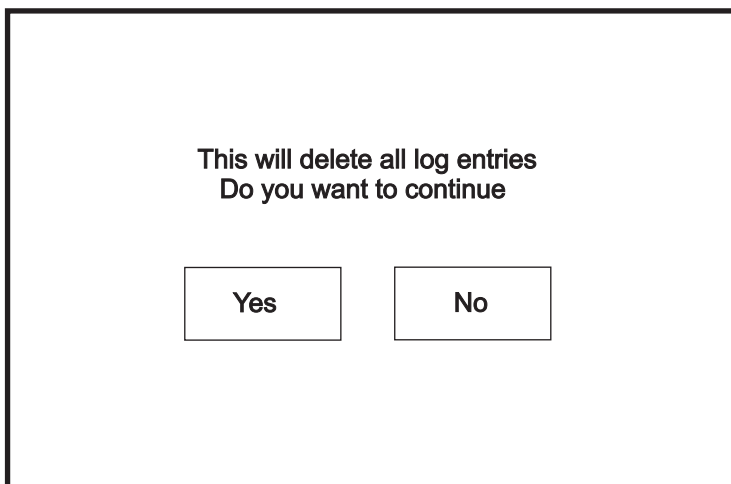 This will delete all log entries
Do you want to continue
Yes
No